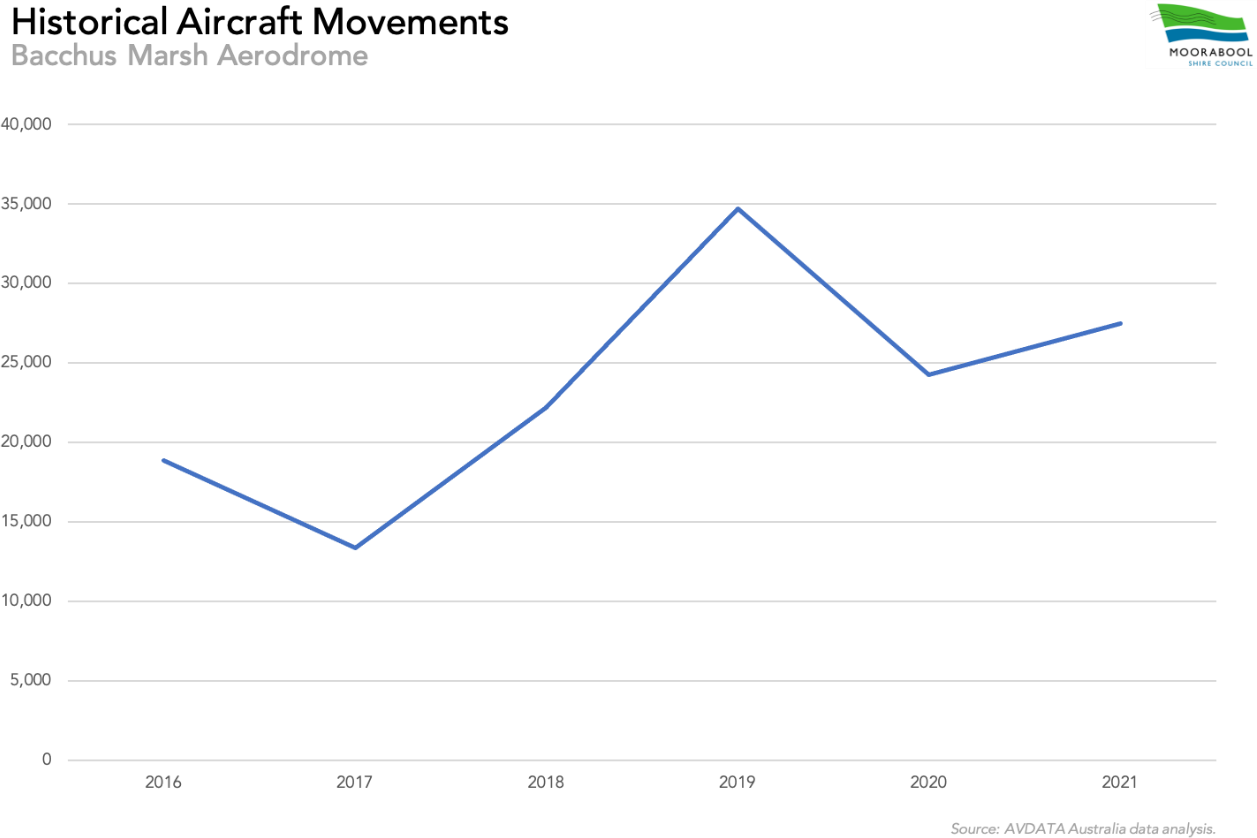 Historical Aircraft Movements
Bacchus Marsh Aerodrome
MOORABOOL
SHIRE COUNCIL
40,000
35,000
30,000
25,000
20,000
15,000
10,000
5,000
0
2016 2017 2018 2019 2020 2021
Source: AVDATA Australia data analysis.